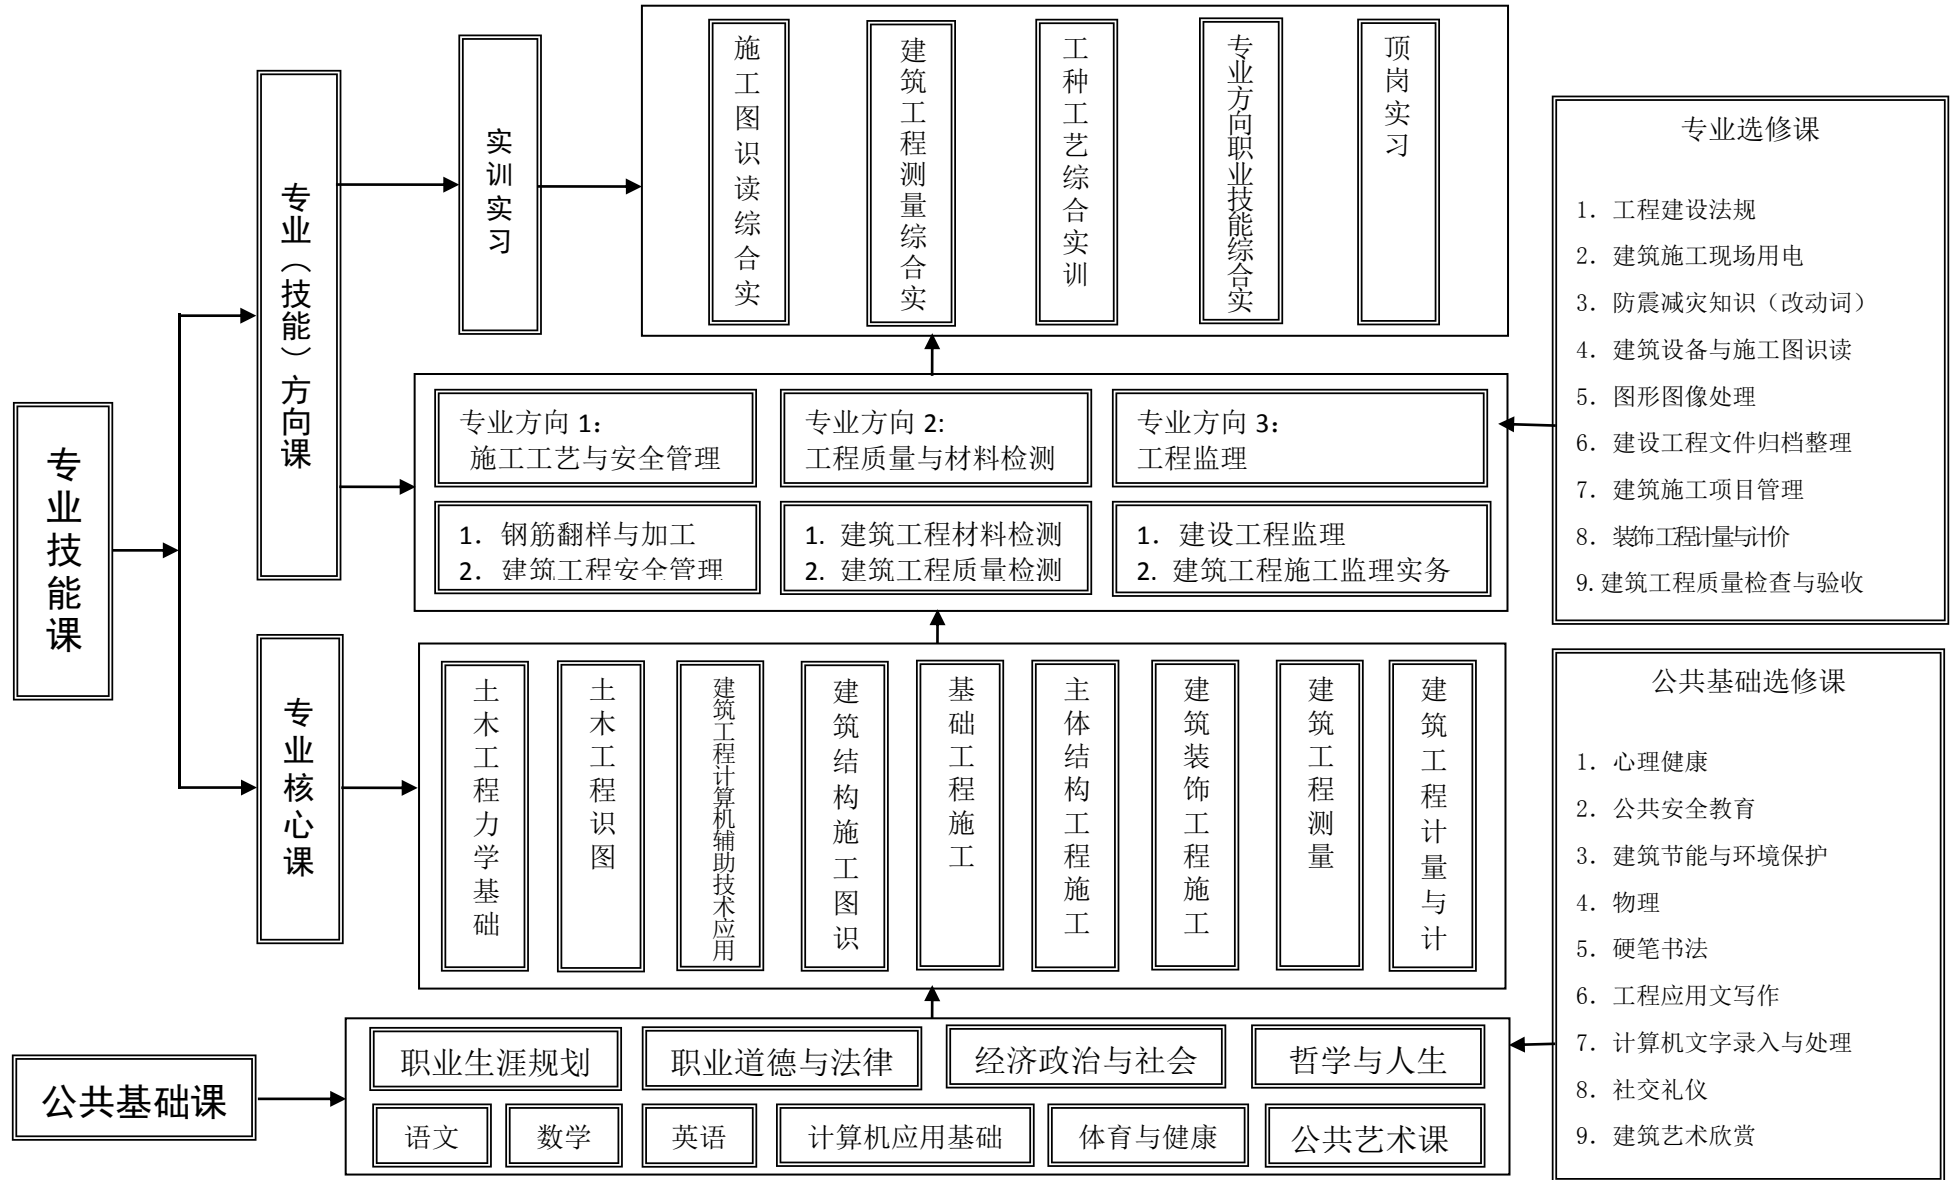 专业技能课
专业（技能）方向课
实训实习
施工图识读综合实
建筑工程测量综合实
工种工艺综合实训
专业方向职业技能综合实
顶岗实习
专业方向 1：
施工工艺与安全管理
1. 钢筋翻样与加工
2. 建筑工程安全管理
专业方向 2:
工程质量与材料检测
1. 建筑工程材料检测
2. 建筑工程质量检测
专业方向 3：
工程监理
1. 建设工程监理
2. 建筑工程施工监理实务
专业核心课
土木工程力学基础
土木工程识图
建筑工程计算机辅助技术应用
建筑结构施工图识
基础工程施工
主体结构工程施工
建筑装饰工程施工
建筑工程测量
建筑工程计量与计
公共基础课
职业生涯规划
职业道德与法律
经济政治与社会
哲学与人生
语文
数学
英语
计算机应用基础
体育与健康
公共艺术课
专业选修课
1. 工程建设法规
2. 建筑施工现场用电
3. 防震减灾知识（改动词）
4. 建筑设备与施工图识读
5. 图形图像处理
6. 建设工程文件归档整理
7. 建筑施工项目管理
8. 装饰工程计量与计价
9. 建筑工程质量检查与验收
公共基础选修课
1. 心理健康
2. 公共安全教育
3. 建筑节能与环境保护
4. 物理
5. 硬笔书法
6. 工程应用文写作
7. 计算机文字录入与处理
8. 社交礼仪
9. 建筑艺术欣赏